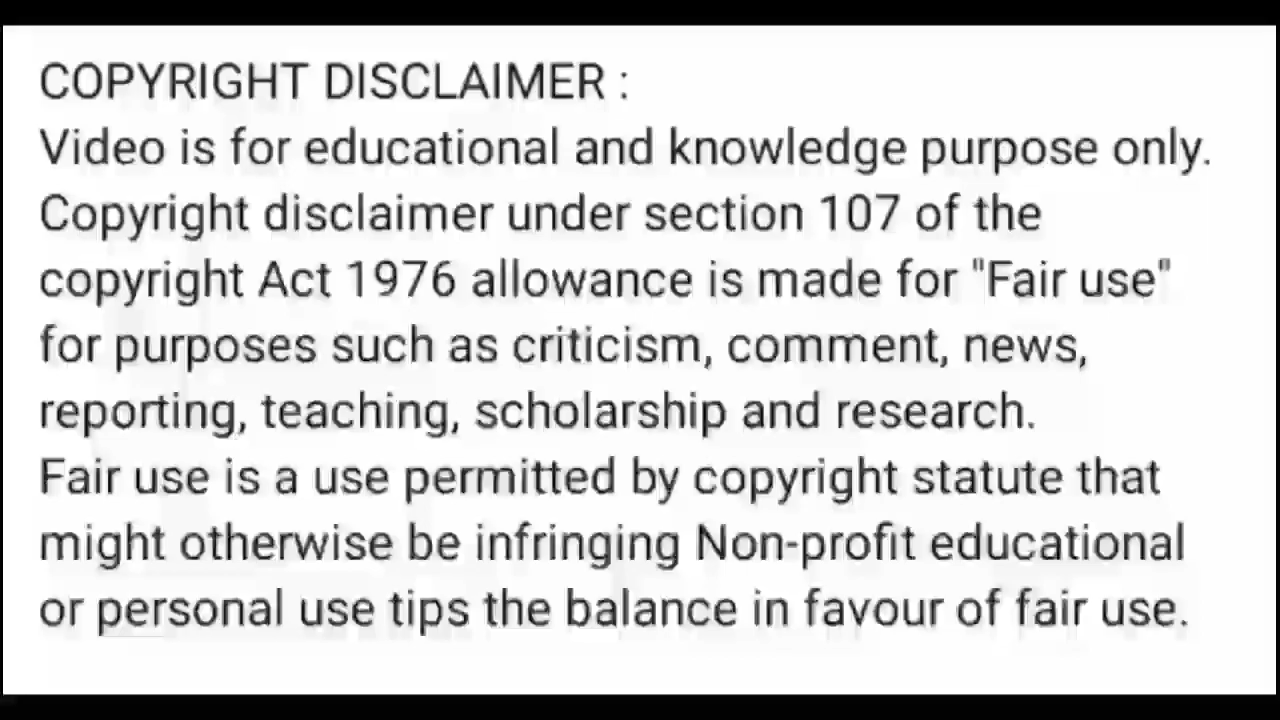 COPYRIGHT DISCLAIMER :
Video is for educational and knowledge purpose only.
Copyright disclaimer under section 107 of the
copyright Act 1976 allowance is made for "Fair use"
for purposes such as criticism, comment, news,
reporting, teaching, scholarship and research.
Fair use is a use permitted by copyright statute that
might otherwise be infringing Non-profit educational
or personal use tips the balance in favour of fair use.